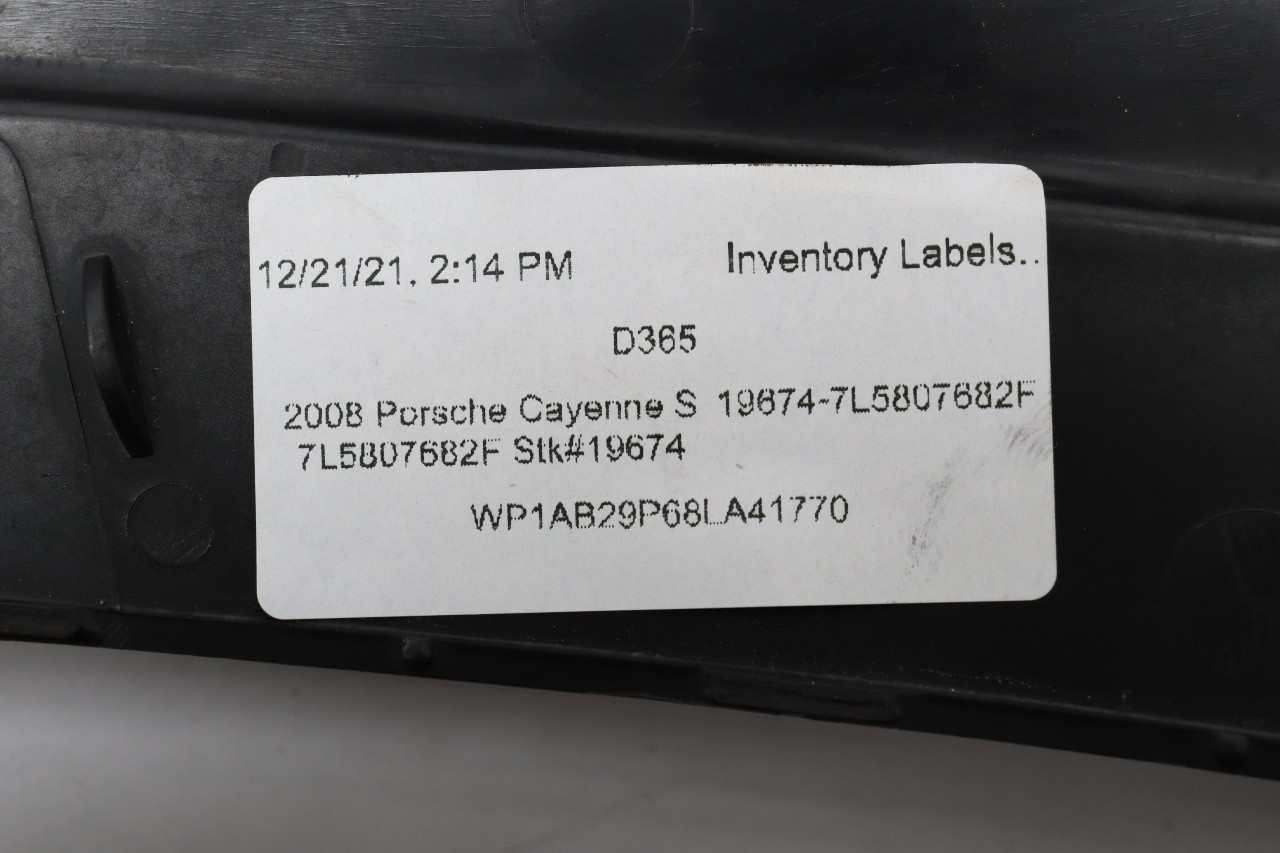 12/21/21, 2:14 PM Inventory Labels..
D365
2008 Porsche Cayenne S 19674-7L5807682F
7L5807682F Stk#19674
WP1AB29P68LA41770